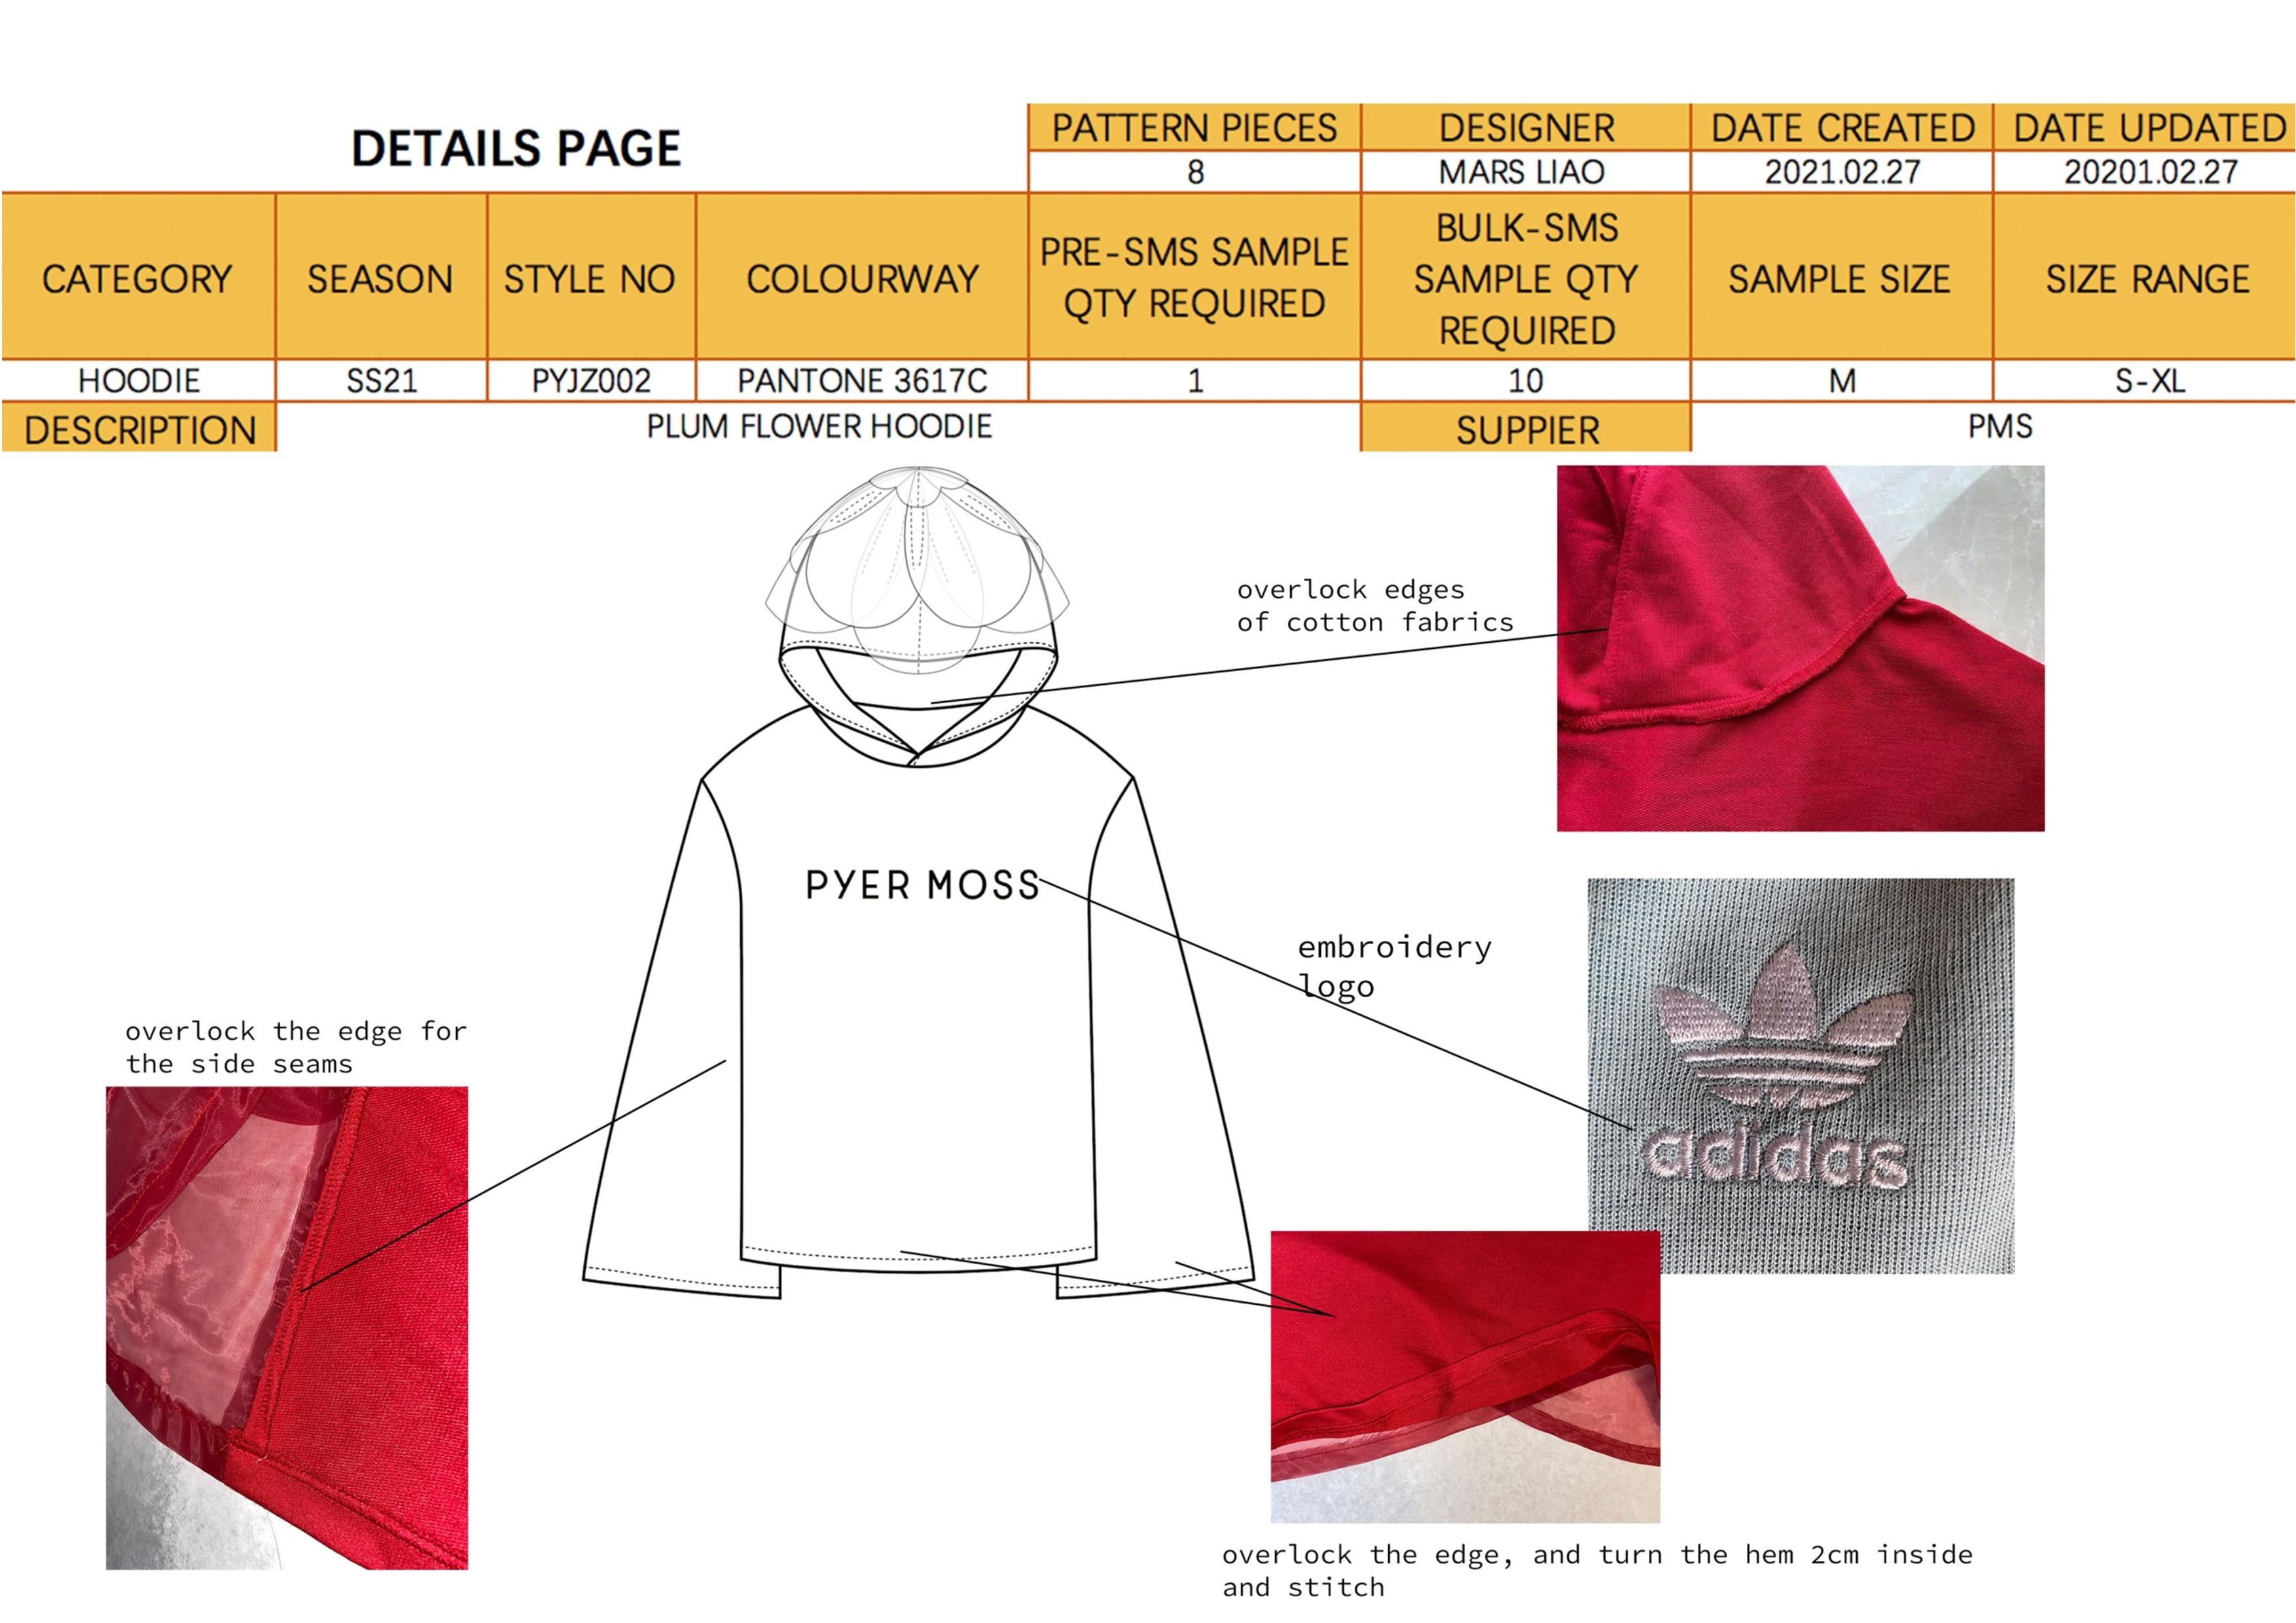 DETAILS PAGE
PATTERN PIECES
DESIGNER
DATE CREATED
DATE UPDATED
8
MARS LIAO
2021.02.27
20201.02.27
CATEGORY
SEASON
STYLE NO
COLOURWAY
PRE-SMS SAMPLE
QTY REQUIRED
BULK-SMS
SAMPLE QTY
REQUIRED
SAMPLE SIZE
SIZE RANGE
HOODIE
SS21
PYJZ002
PANTONE 3617C
1
10
M
S-XL
DESCRIPTION
PLUM FLOWER HOODIE
SUPPIER
PMS
overlock edges
of cotton fabrics
PYER MOSS
embroidery
logo
adidas
overlock the edge for
the side seams
overlock the edge, and turn the hem 2cm inside
and stitch